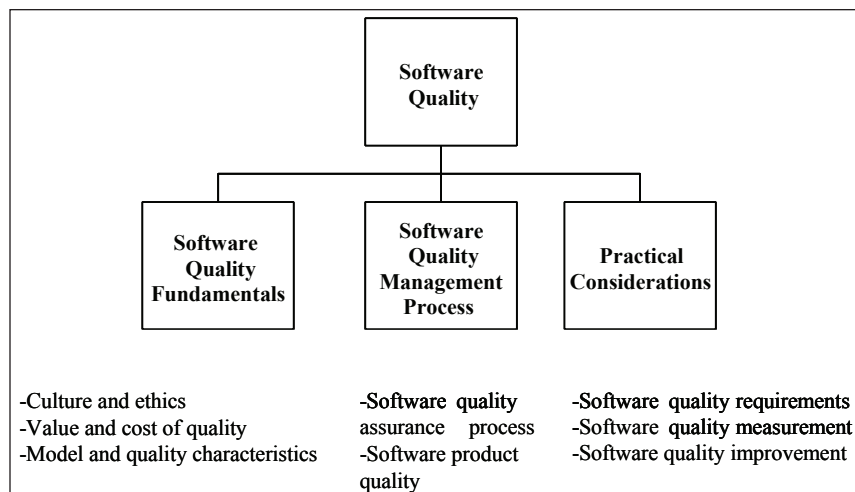 Software
Quality
Software
Quality
Fundamentals
Software
Quality
Management
Process
Practical
Considerations
-Culture and ethics
-Value and cost of quality
-Model and quality characteristics
-Software quality
assurance process
-Software product
quality
-Software quality requirements
-Software quality measurement
-Software quality improvement